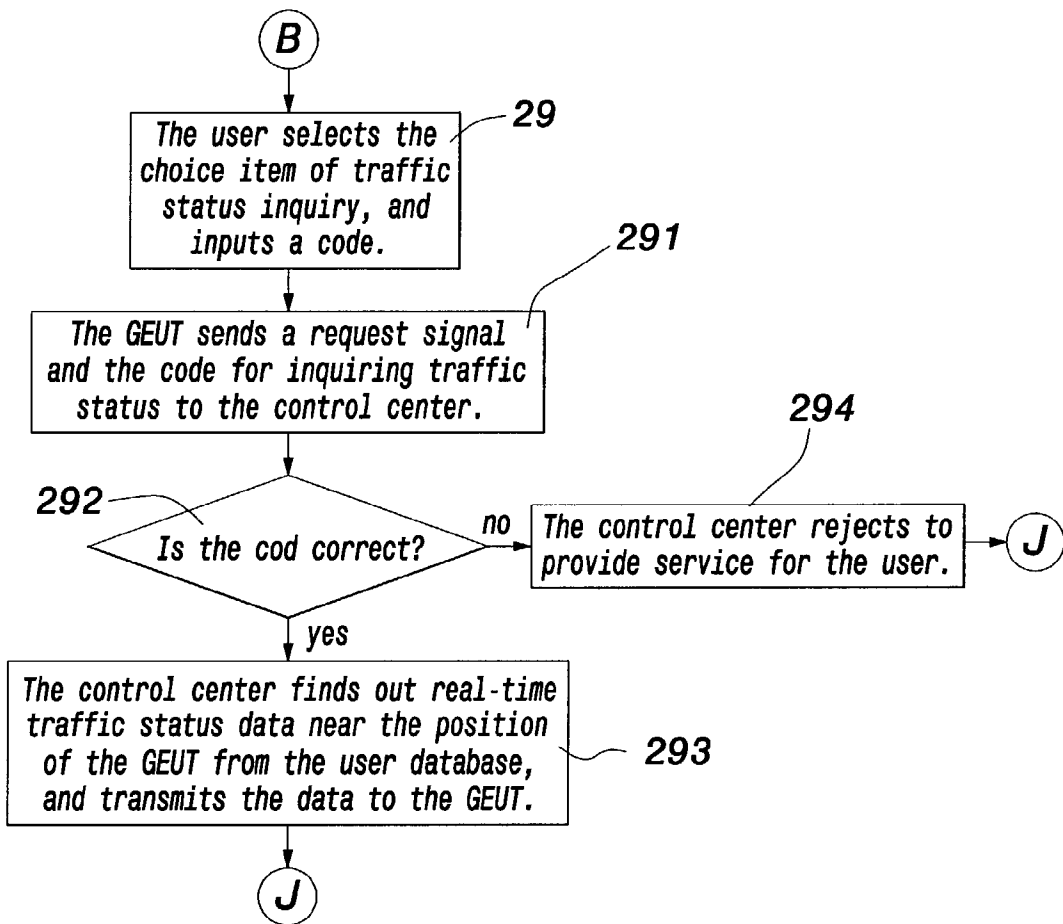 B
29
The user selects the
choice item of traffic
status inquiry, and
inputs a code.
291
The GEUT sends a request signal
and the code for inquiring traffic
status to the control center.
294
292
Is the cod correct?
no
The control center rejects to
provide service for the user.
J
yes
The control center finds out real-time
traffic status data near the position
of the GEUT from the user database,
and transmits the data to the GEUT.
293
J